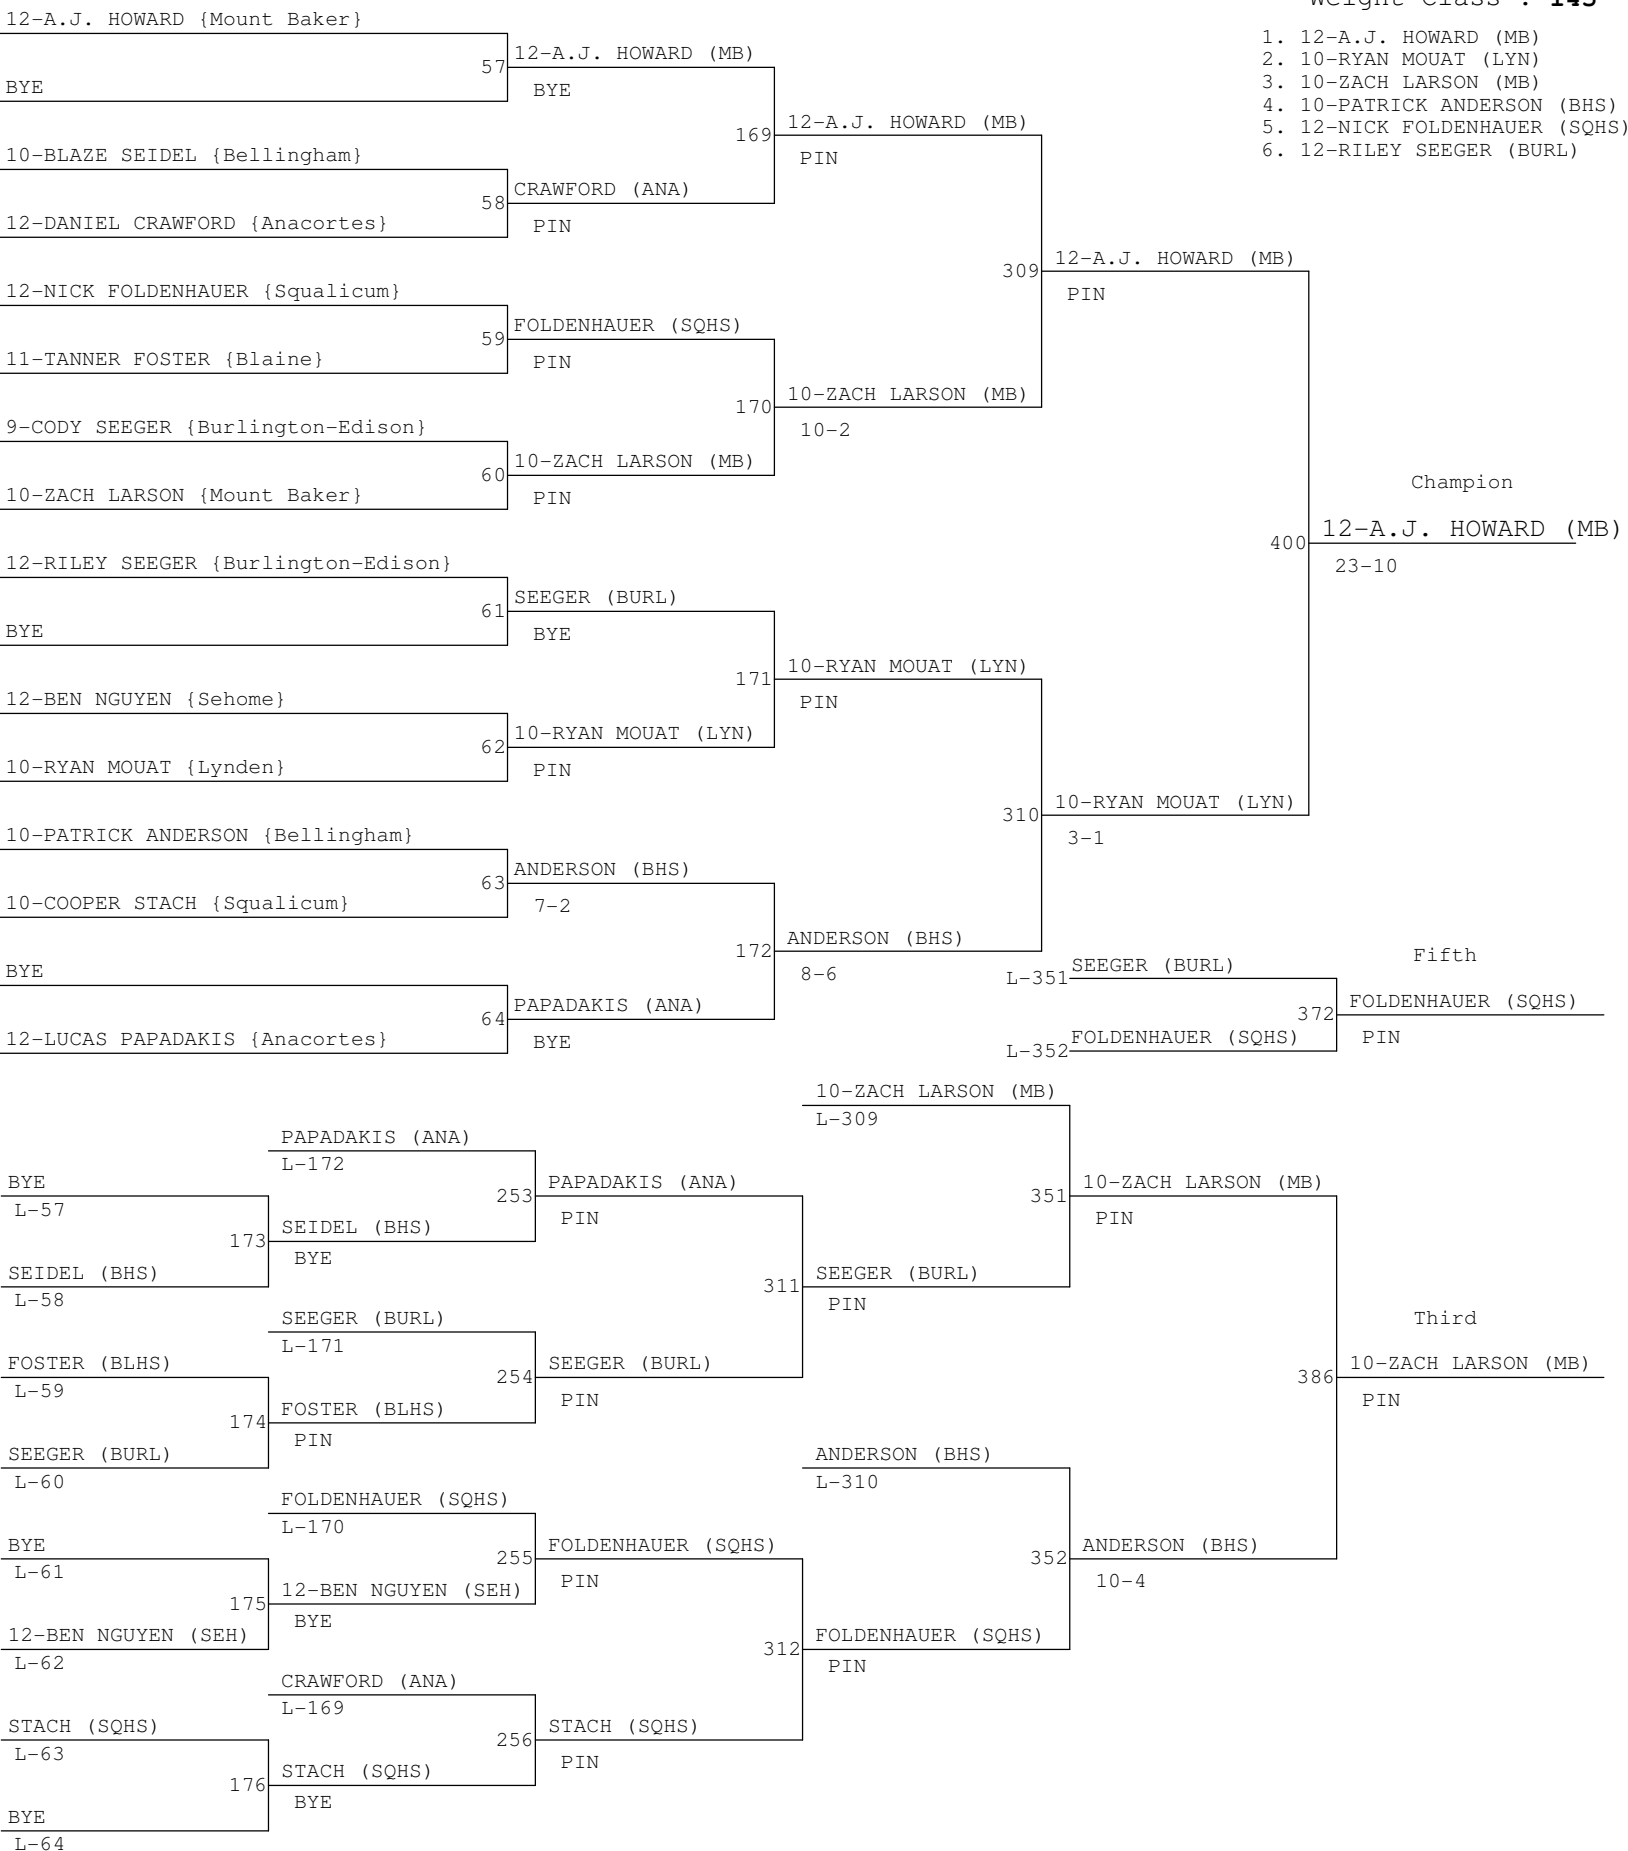 Weight Class : 145
1. 12-A.J. HOWARD (MB)
2. 10-RYAN MOUAT (LYN)
3. 10-ZACH LARSON (MB)
4. 10-PATRICK ANDERSON (BHS)
5. 12-NICK FOLDENHAUER (SQHS)
6. 12-RILEY SEEGER (BURL)
12-A.J. HOWARD {Mount Baker}
BYE
10-BLAZE SEIDEL {Bellingham}
12-DANIEL CRAWFORD {Anacortes}
12-NICK FOLDENHAUER {Squalicum}
11-TANNER FOSTER {Blaine}
9-CODY SEEGER {Burlington-Edison}
10-ZACH LARSON {Mount Baker}
12-RILEY SEEGER {Burlington-Edison}
BYE
12-BEN NGUYEN {Sehome}
10-RYAN MOUAT {Lynden}
10-PATRICK ANDERSON {Bellingham}
10-COOPER STACH {Squalicum}
BYE
12-LUCAS PAPADAKIS {Anacortes}
57
12-A.J. HOWARD (MB)
BYE
58
CRAWFORD (ANA)
PIN
59
FOLDENHAUER (SQHS)
PIN
60
10-ZACH LARSON (MB)
PIN
61
SEEGER (BURL)
BYE
62
10-RYAN MOUAT (LYN)
PIN
63
ANDERSON (BHS)
7-2
64
PAPADAKIS (ANA)
BYE
169
12-A.J. HOWARD (MB)
PIN
170
10-ZACH LARSON (MB)
10-2
171
10-RYAN MOUAT (LYN)
PIN
172
ANDERSON (BHS)
8-6
309
12-A.J. HOWARD (MB)
PIN
310
10-RYAN MOUAT (LYN)
3-1
Champion
400
12-A.J. HOWARD (MB)
23-10
Fifth
L-351
SEEGER (BURL)
L-352
FOLDENHAUER (SQHS)
372
FOLDENHAUER (SQHS)
PIN
BYE
L-57
SEIDEL (BHS)
L-58
FOSTER (BLHS)
L-59
SEEGER (BURL)
L-60
BYE
L-61
12-BEN NGUYEN (SEH)
L-62
STACH (SQHS)
L-63
BYE
L-64
PAPADAKIS (ANA)
L-172
173
SEIDEL (BHS)
BYE
SEEGER (BURL)
L-171
174
FOSTER (BLHS)
PIN
FOLDENHAUER (SQHS)
L-170
175
12-BEN NGUYEN (SEH)
BYE
CRAWFORD (ANA)
L-169
176
STACH (SQHS)
BYE
253
PAPADAKIS (ANA)
PIN
254
SEEGER (BURL)
PIN
255
FOLDENHAUER (SQHS)
PIN
256
STACH (SQHS)
PIN
10-ZACH LARSON (MB)
L-309
311
SEEGER (BURL)
PIN
ANDERSON (BHS)
L-310
312
FOLDENHAUER (SQHS)
PIN
351
10-ZACH LARSON (MB)
PIN
352
ANDERSON (BHS)
10-4
Third
386
10-ZACH LARSON (MB)
PIN